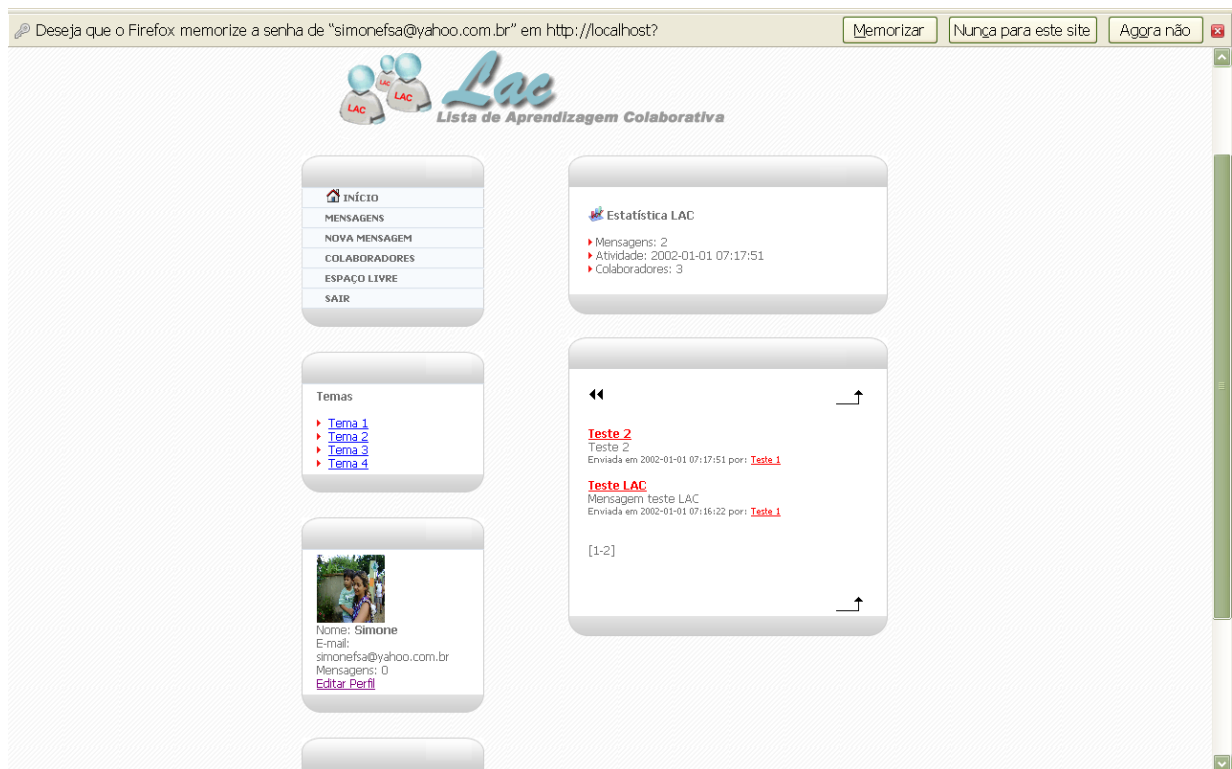 Deseja que o Firefox memorize a senha de “simonefsa@yahoo.com.br” em http://localhost?
Memorizar
Nunca para este site
Agora não
LAC
LAC
LAC
Lac
Lista de Aprendizagem Colaborativa
INÍCIO
MENSAGENS
NOVA MENSAGEM
COLABORADORES
ESPAÇO LIVRE
SAIR
Temas
Tema 1
Tema 2
Tema 3
Tema 4
Nome: Simone
E-mail:
simonefsa@yahoo.com.br
Mensagens: 0
Editar Perfil
Estatística LAC
Mensagens: 2
Atividade: 2002-01-01 07:17:51
Colaboradores: 3
Teste 2
Teste 2
Enviada em 2002-01-01 07:17:51 por: Teste 1
Teste LAC
Mensagem teste LAC
Enviada em 2002-01-01 07:16:22 por: Teste 1
[1-2]